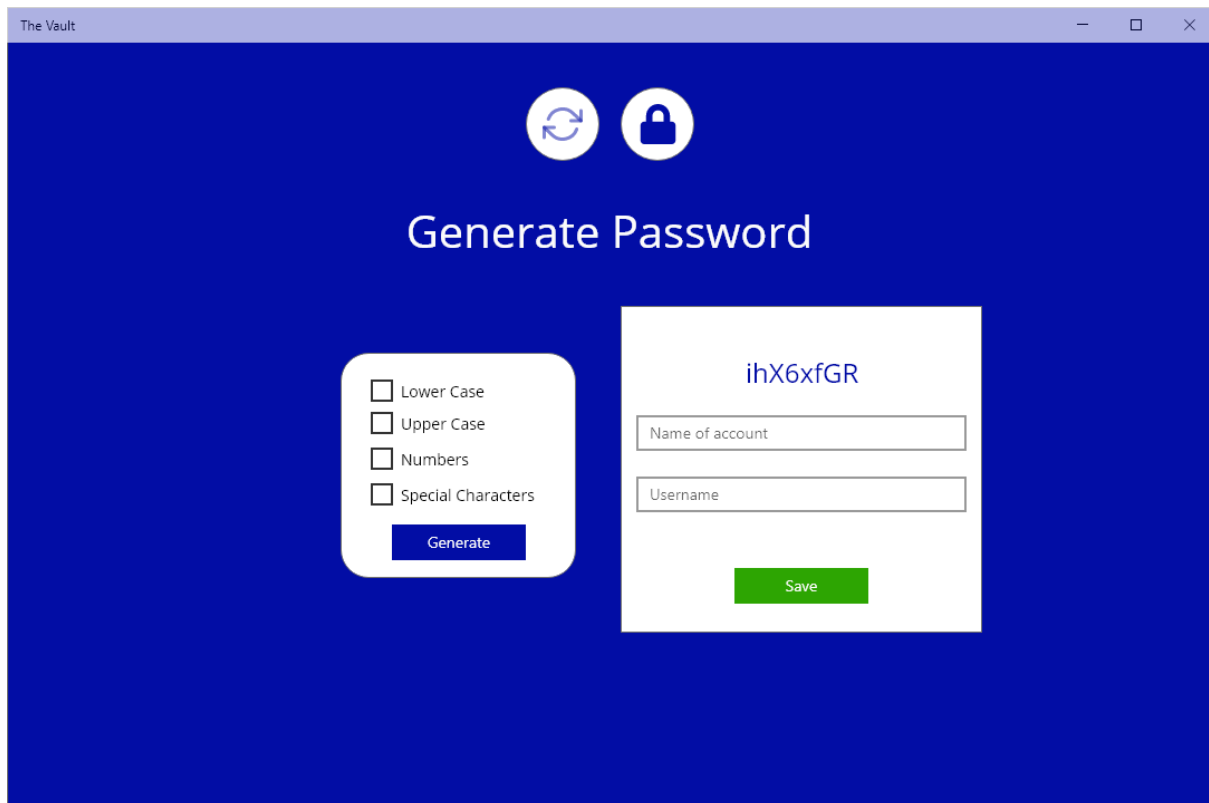 The Vault
Generate Password
Lower Case
Upper Case
Numbers
Special Characters
Generate
ihX6xfGR
Name of account
Username
Save